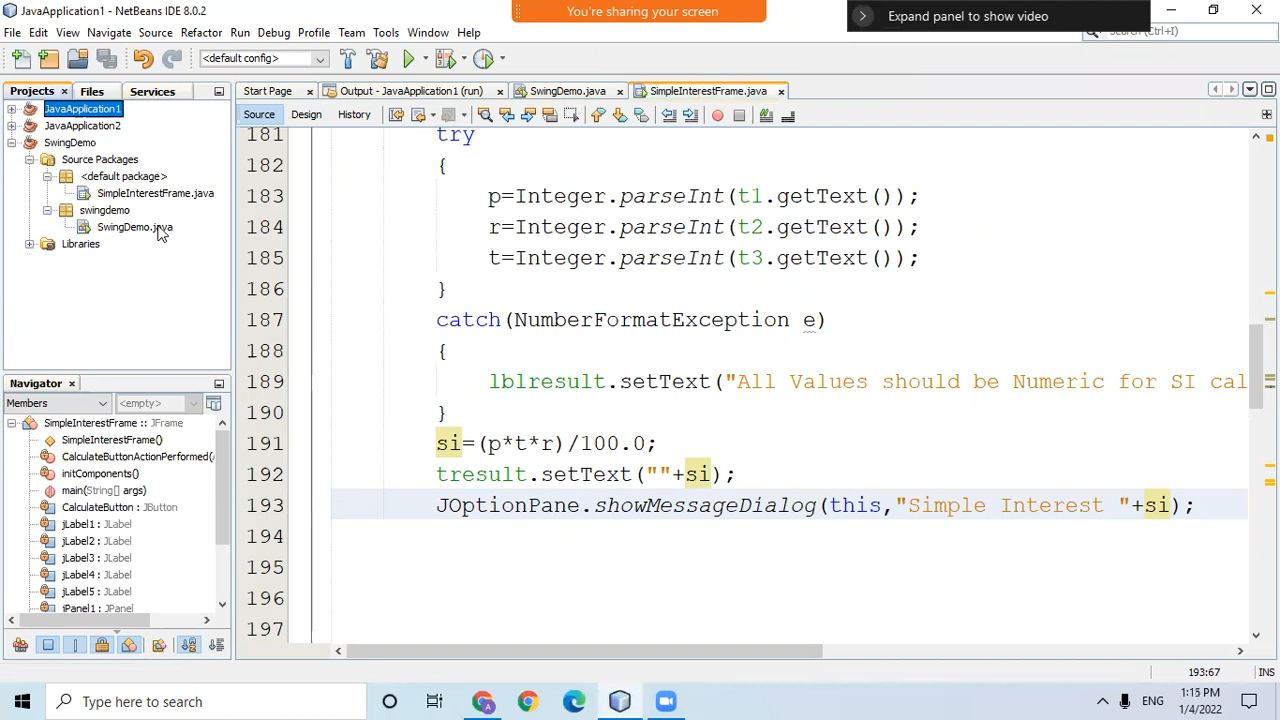 JavaApplication1 - NetBeans IDE 8.0.2
You're sharing your screen
Expand panel to show video
File Edit View Navigate Source Refactor Run Debug Profile Team Tools Window Help
Search (Ctrl+I)
<default config>
Projects
Files
Services
Start Page
Output - JavaApplication1 (run)
SwingDemo.java
SimpleInterestFrame.java
Source
Design
History
JavaApplication1
JavaApplication2
SwingDemo
Source Packages
<default package>
SimpleInterestFrame.java
swingdemo
SwingDemo.java
Libraries
181 try
182 {
183 p=Integer.parseInt(t1.getText());
184 r=Integer.parseInt(t2.getText());
185 t=Integer.parseInt(t3.getText());
186 }
187 catch(NumberFormatException e)
188 {
189 lblresult.setText("All Values should be Numeric for SI cal
190 }
191 si=(p*t*r)/100.0;
192 tresult.setText(""+si);
193 JOptionPane.showMessageDialog(this,"Simple Interest "+si);
194
195
196
197
Navigator
Members
<empty>
SimpleInterestFrame :: JFrame
SimpleInterestFrame()
CalculateButtonActionPerformed(
initComponents()
main(String[] args)
CalculateButton : JButton
jLabel1 : JLabel
jLabel2 : JLabel
jLabel3 : JLabel
jLabel4 : JLabel
jLabel5 : JLabel
jPanel1 : JPanel
193:67
INS
Type here to search
ENG
1:15 PM
1/4/2022